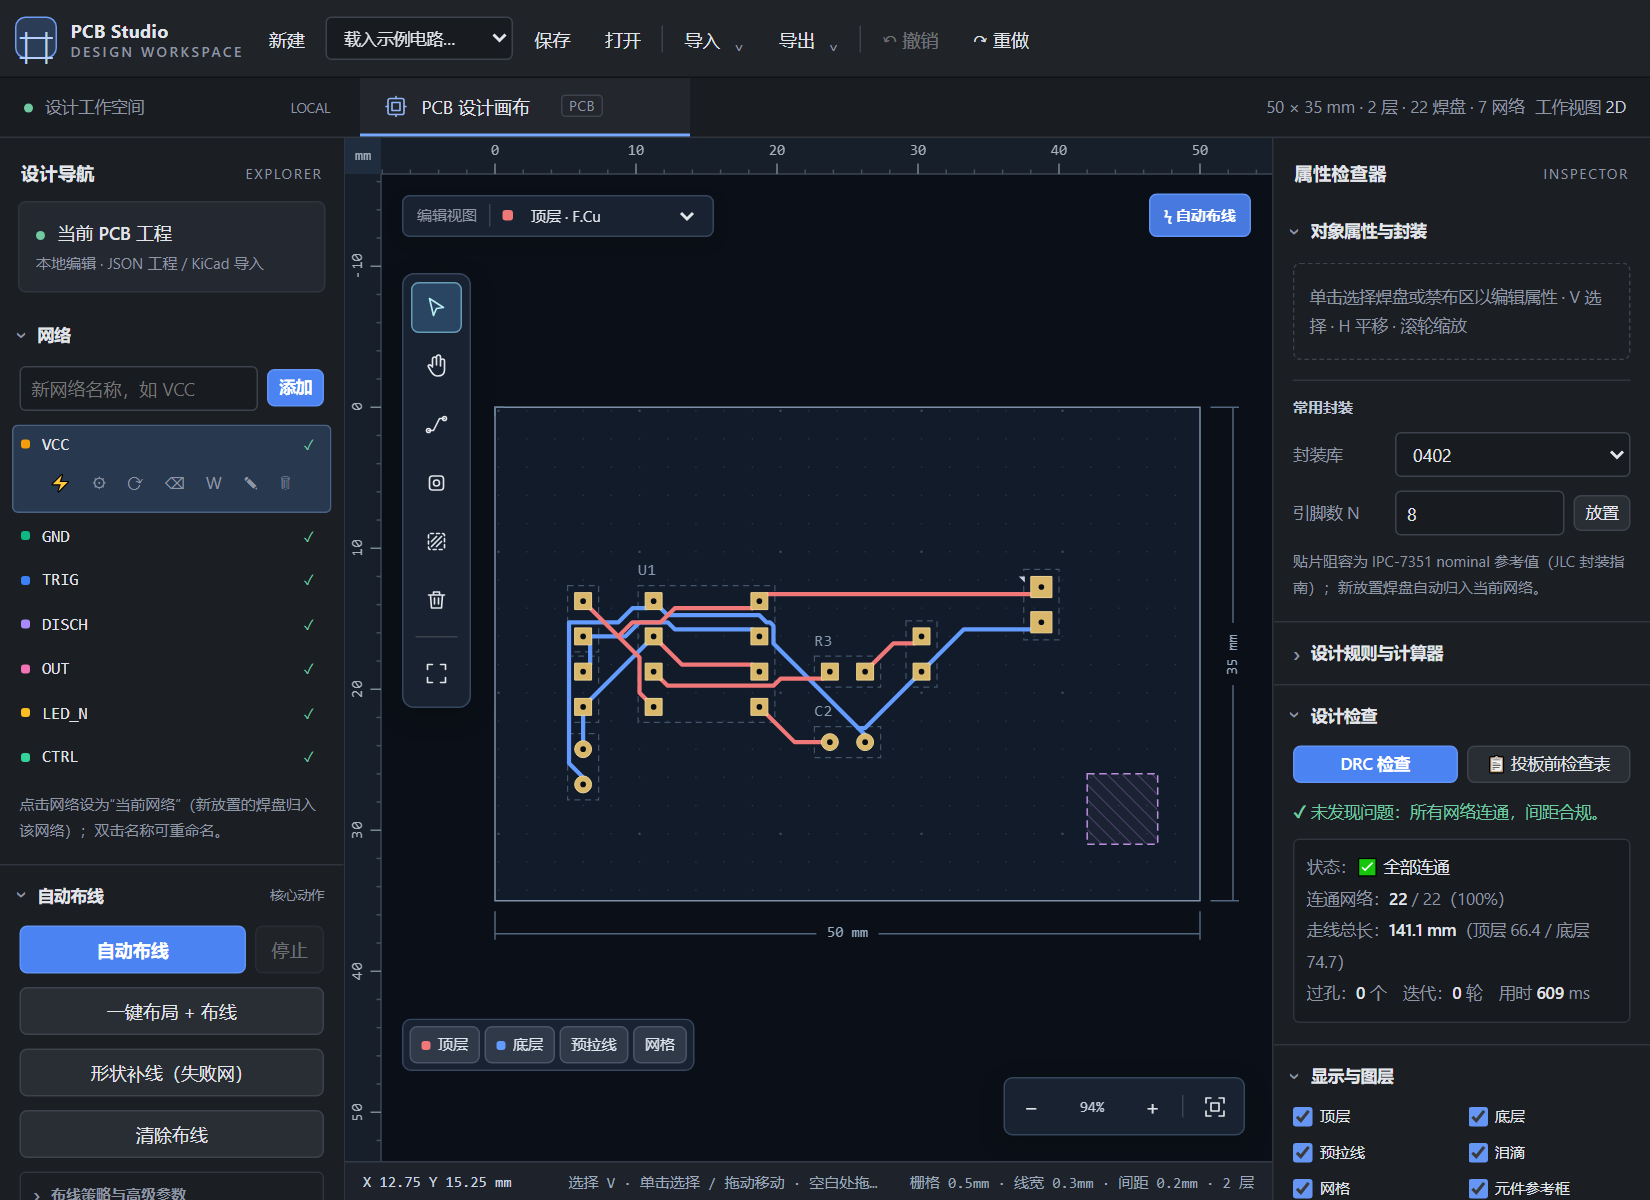 PCB Studio
DESIGN WORKSPACE
新建
载入示例电路...
保存
打开
导入
导出
撤销
重做
设计工作空间
LOCAL
PCB 设计画布
PCB
50 × 35 mm · 2 层 · 22 焊盘 · 7 网络
工作视图 2D
设计导航
EXPLORER
当前 PCB 工程
本地编辑 · JSON 工程 / KiCad 导入
网络
新网络名称，如 VCC
添加
VCC ✓
W
GND ✓
TRIG ✓
DISCH ✓
OUT ✓
LED_N ✓
CTRL ✓
点击网络设为“当前网络”（新放置的焊盘归入
该网络）；双击名称可重命名。
自动布线
核心动作
自动布线
停止
一键布局 + 布线
形状补线（失败网）
清除布线
布线策略与高级参数
mm
0 10 20 30 40 50
-10
0
10
20
30
40
50
编辑视图
顶层 · F.Cu
自动布线
U1
R3
C2
35 mm
50 mm
顶层
底层
预拉线
网格
− 94% +
X 12.75 Y 15.25 mm
选择 V · 单击选择 / 拖动移动 · 空白处拖…
栅格 0.5mm · 线宽 0.3mm · 间距 0.2mm · 2 层
属性检查器
INSPECTOR
对象属性与封装
单击选择焊盘或禁布区以编辑属性 · V 选
择 · H 平移 · 滚轮缩放
常用封装
封装库
0402
引脚数 N
8
放置
贴片阻容为 IPC-7351 nominal 参考值（JLC 封装指
南）；新放置焊盘自动归入当前网络。
设计规则与计算器
设计检查
DRC 检查
投板前检查表
✓ 未发现问题：所有网络连通，间距合规。
状态：✅ 全部连通
连通网络：22 / 22（100%）
走线总长：141.1 mm（顶层 66.4 / 底层
74.7）
过孔：0 个 迭代：0 轮 用时 609 ms
显示与图层
顶层
底层
预拉线
泪滴
网格
元件参考框